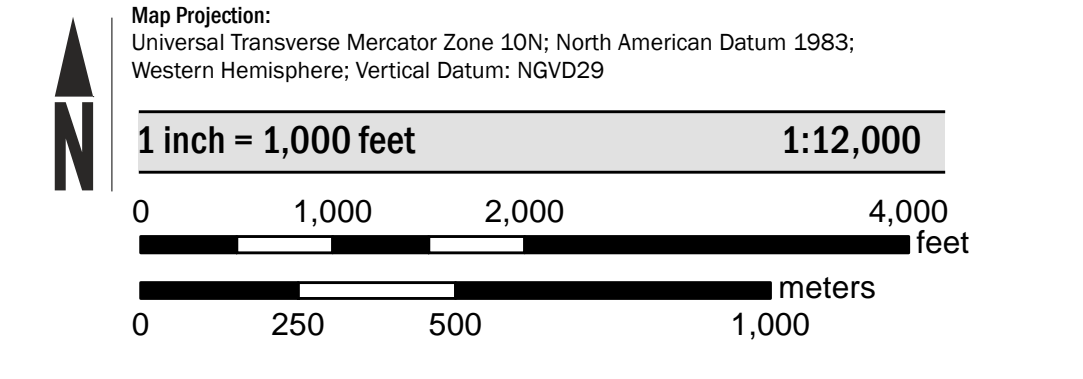 Map Projection:
Universal Transverse Mercator Zone 10N; North American Datum 1983;
Western Hemisphere; Vertical Datum: NGVD29
N
1 inch = 1,000 feet 1:12,000
0 1,000 2,000 4,000
feet
meters
0 250 500 1,000